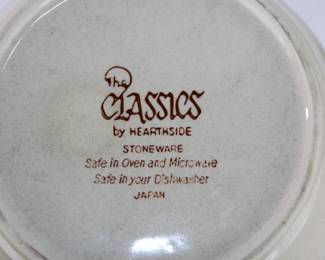 The
CLASSICS
by HEARTHSIDE
STONEWARE
Safe in Oven and Microwave
Safe in your Dishwasher
JAPAN